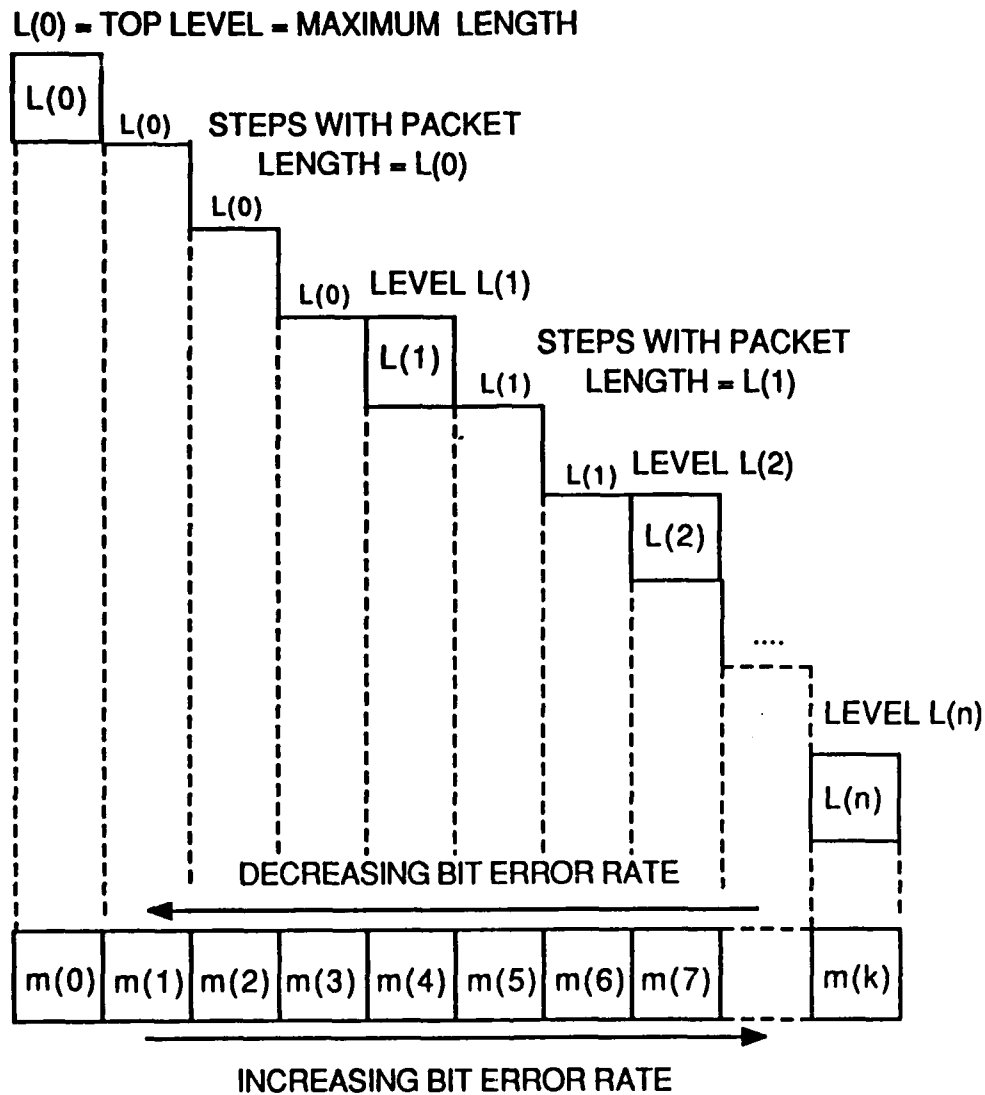 L(0) = TOP LEVEL = MAXIMUM LENGTH
L(0)
L(0)
STEPS WITH PACKET
LENGTH = L(0)
L(0)
L(0)
LEVEL L(1)
L(1)
STEPS WITH PACKET
LENGTH = L(1)
L(1)
L(1)
LEVEL L(2)
L(2)
....
LEVEL L(n)
L(n)
DECREASING BIT ERROR RATE
m(0) m(1) m(2) m(3) m(4) m(5) m(6) m(7) m(k)
INCREASING BIT ERROR RATE